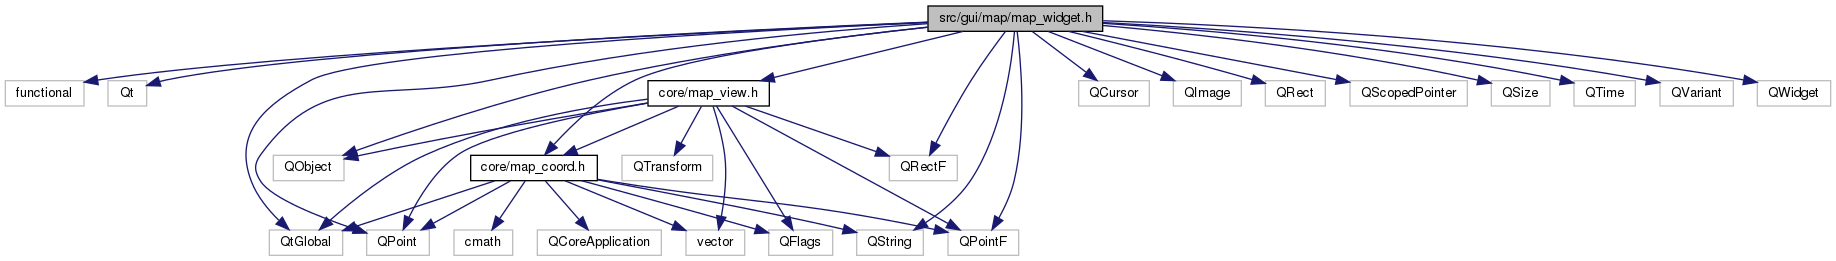 src/gui/map/map_widget.h
functional
Qt
core/map_view.h
QCursor
QImage
QRect
QScopedPointer
QSize
QTime
QVariant
QWidget
QObject
core/map_coord.h
QTransform
QRectF
QtGlobal
QPoint
cmath
QCoreApplication
vector
QFlags
QString
QPointF